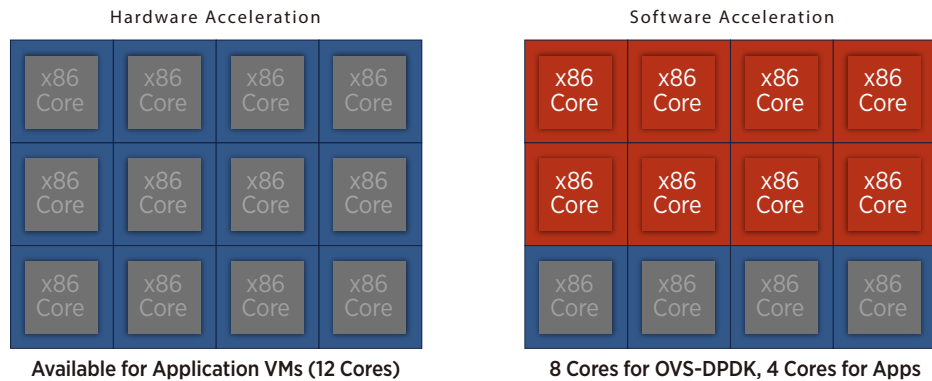 Hardware Acceleration
x86 Core
x86 Core
x86 Core
x86 Core
x86 Core
x86 Core
x86 Core
x86 Core
x86 Core
x86 Core
x86 Core
x86 Core
Available for Application VMs (12 Cores)
Software Acceleration
x86 Core
x86 Core
x86 Core
x86 Core
x86 Core
x86 Core
x86 Core
x86 Core
x86 Core
x86 Core
x86 Core
x86 Core
8 Cores for OVS-DPDK, 4 Cores for Apps